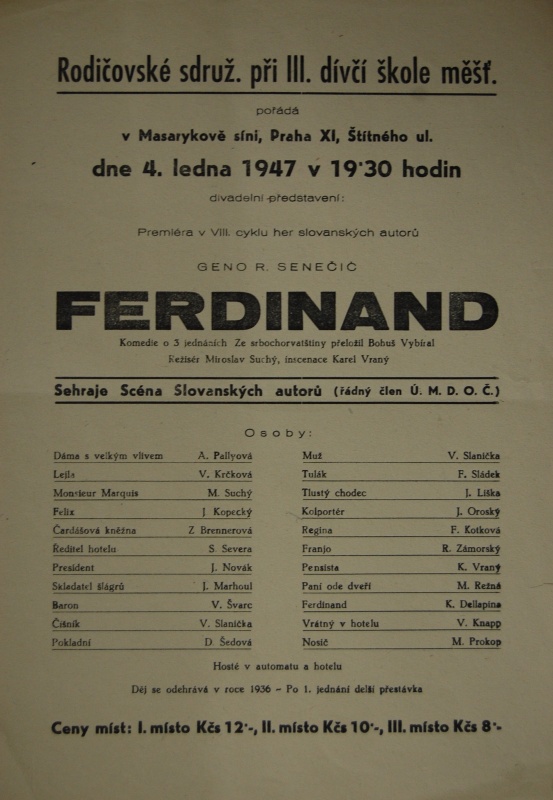 Rodičovské sdruž. při III. dívčí škole měšť.
pořádá
v Masarykově síni, Praha XI, Štítného ul.
dne 4. ledna 1947 v 19·30 hodin
divadelní představení:
Premiéra v VIII. cyklu her slovanských autorů
GENO R. SENEČIČ
FERDINAND
Komedie o 3 jednáních Ze srbochorvatštiny přeložil Bohuš Vybíral
Režisér Miroslav Suchý, inscenace Karel Vraný
Sehraje Scéna Slovanských autorů (řádný člen Ú. M. D. O. Č.)
Osoby:
Dáma s velkým vlivem A. Pallyová
Lejla V. Krčková
Monsieur Marquis M. Suchý
Felix J. Kopecký
Čardášová kněžna Z Brennerová
Ředitel hotelu S. Severa
President J. Novák
Skladatel šlágrů J. Marhoul
Baron V. Švarc
Číšník V. Slanička
Pokladní D. Šedová
Muž V. Slanička
Tulák F. Sládek
Tlustý chodec J. Liška
Kolportér J. Oroský
Regina F. Kotková
Franjo R. Zámorský
Pensista K. Vraný
Paní ode dveří M. Režná
Ferdinand K. Dellapina
Vrátný v hotelu V. Knapp
Nosič M. Prokop
Hosté v automatu a hotelu
Děj se odehrává v roce 1936 – Po 1. jednání delší přestávka
Ceny míst: I. místo Kčs 12·-, II. místo Kčs 10·-, III. místo Kčs 8·-